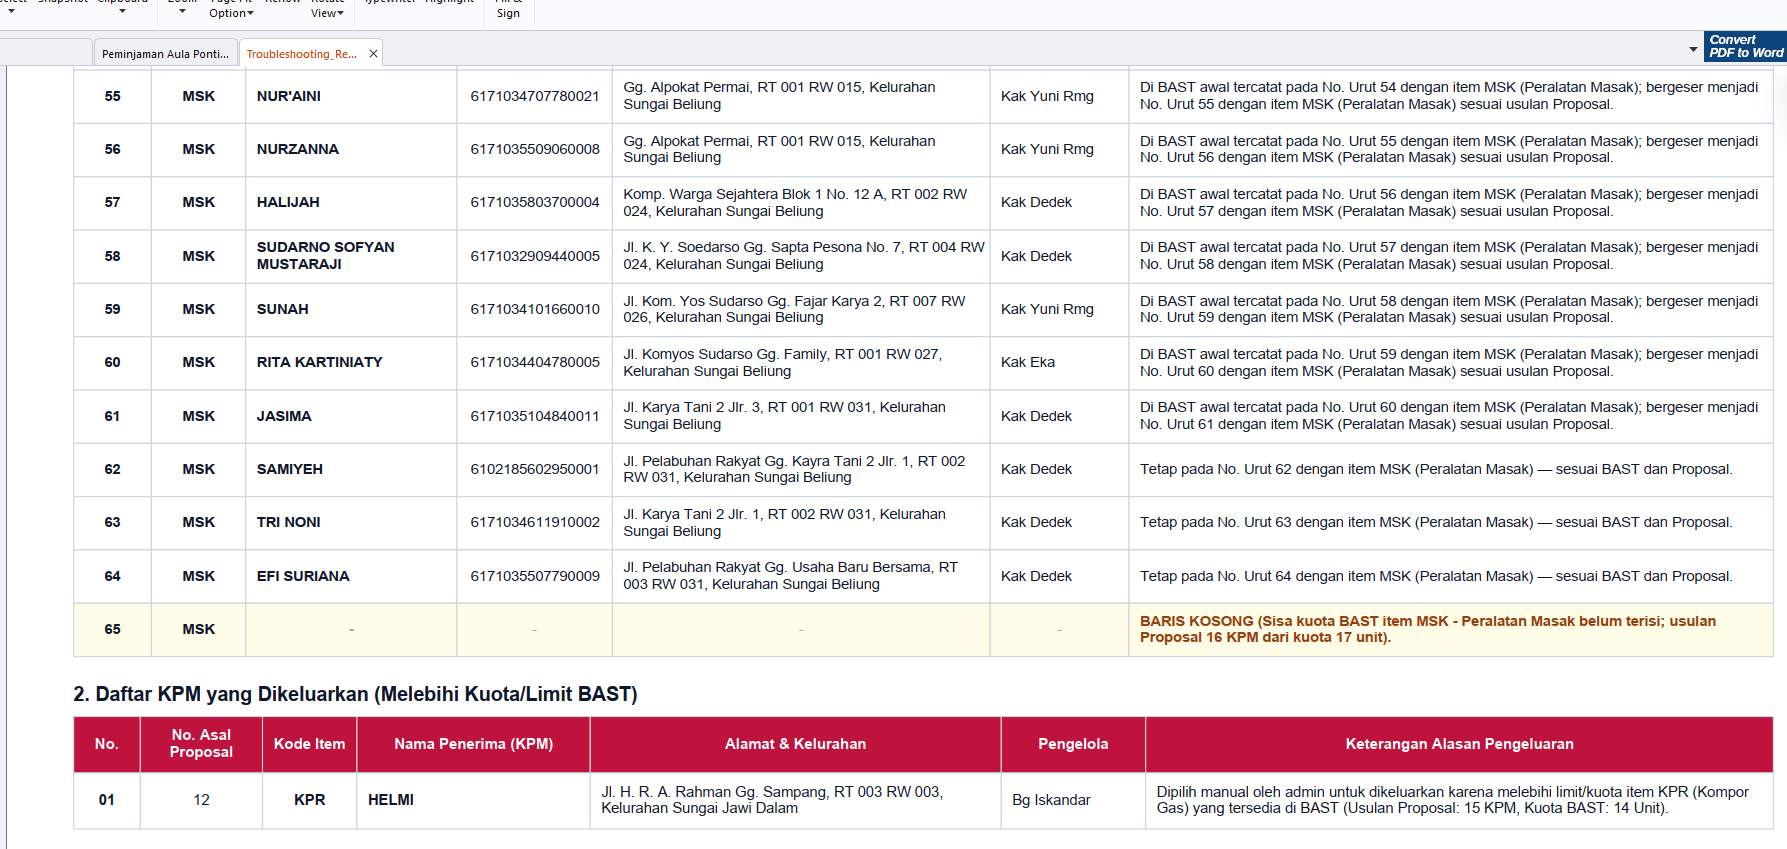 Snapshot
Clipboard
Zoom
Page Fit
Option
Reflow
Rotate
View
Typewriter
Highlight
Fill &
Sign
Peminjaman Aula Ponti...
Troubleshooting_Re...
Convert
PDF to Word
55 MSK NUR'AINI 6171034707780021 Gg. Alpokat Permai, RT 001 RW 015, Kelurahan Kak Yuni Rmg Di BAST awal tercatat pada No. Urut 54 dengan item MSK (Peralatan Masak); bergeser menjadi
Sungai Beliung No. Urut 55 dengan item MSK (Peralatan Masak) sesuai usulan Proposal.
56 MSK NURZANNA 6171035509060008 Gg. Alpokat Permai, RT 001 RW 015, Kelurahan Kak Yuni Rmg Di BAST awal tercatat pada No. Urut 55 dengan item MSK (Peralatan Masak); bergeser menjadi
Sungai Beliung No. Urut 56 dengan item MSK (Peralatan Masak) sesuai usulan Proposal.
57 MSK HALIJAH 6171035803700004 Komp. Warga Sejahtera Blok 1 No. 12 A, RT 002 RW Kak Dedek Di BAST awal tercatat pada No. Urut 56 dengan item MSK (Peralatan Masak); bergeser menjadi
024, Kelurahan Sungai Beliung No. Urut 57 dengan item MSK (Peralatan Masak) sesuai usulan Proposal.
58 MSK SUDARNO SOFYAN 6171032909440005 Jl. K. Y. Soedarso Gg. Sapta Pesona No. 7, RT 004 RW Kak Dedek Di BAST awal tercatat pada No. Urut 57 dengan item MSK (Peralatan Masak); bergeser menjadi
MUSTARAJI 024, Kelurahan Sungai Beliung No. Urut 58 dengan item MSK (Peralatan Masak) sesuai usulan Proposal.
59 MSK SUNAH 6171034101660010 Jl. Kom. Yos Sudarso Gg. Fajar Karya 2, RT 007 RW Kak Yuni Rmg Di BAST awal tercatat pada No. Urut 58 dengan item MSK (Peralatan Masak); bergeser menjadi
026, Kelurahan Sungai Beliung No. Urut 59 dengan item MSK (Peralatan Masak) sesuai usulan Proposal.
60 MSK RITA KARTINIATY 6171034404780005 Jl. Komyos Sudarso Gg. Family, RT 001 RW 027, Kak Eka Di BAST awal tercatat pada No. Urut 59 dengan item MSK (Peralatan Masak); bergeser menjadi
Kelurahan Sungai Beliung No. Urut 60 dengan item MSK (Peralatan Masak) sesuai usulan Proposal.
61 MSK JASIMA 6171035104840011 Jl. Karya Tani 2 Jlr. 3, RT 001 RW 031, Kelurahan Kak Dedek Di BAST awal tercatat pada No. Urut 60 dengan item MSK (Peralatan Masak); bergeser menjadi
Sungai Beliung No. Urut 61 dengan item MSK (Peralatan Masak) sesuai usulan Proposal.
62 MSK SAMIYEH 6102185602950001 Jl. Pelabuhan Rakyat Gg. Kayra Tani 2 Jlr. 1, RT 002 Kak Dedek Tetap pada No. Urut 62 dengan item MSK (Peralatan Masak) — sesuai BAST dan Proposal.
RW 031, Kelurahan Sungai Beliung
63 MSK TRI NONI 6171034611910002 Jl. Karya Tani 2 Jlr. 1, RT 002 RW 031, Kelurahan Kak Dedek Tetap pada No. Urut 63 dengan item MSK (Peralatan Masak) — sesuai BAST dan Proposal.
Sungai Beliung
64 MSK EFI SURIANA 6171035507790009 Jl. Pelabuhan Rakyat Gg. Usaha Baru Bersama, RT Kak Dedek Tetap pada No. Urut 64 dengan item MSK (Peralatan Masak) — sesuai BAST dan Proposal.
003 RW 031, Kelurahan Sungai Beliung
65 MSK - - - - BARIS KOSONG (Sisa kuota BAST item MSK - Peralatan Masak belum terisi; usulan
Proposal 16 KPM dari kuota 17 unit).
2. Daftar KPM yang Dikeluarkan (Melebihi Kuota/Limit BAST)
No. No. Asal Kode Item Nama Penerima (KPM) Alamat & Kelurahan Pengelola Keterangan Alasan Pengeluaran
Proposal
01 12 KPR HELMI Jl. H. R. A. Rahman Gg. Sampang, RT 003 RW 003, Bg Iskandar Dipilih manual oleh admin untuk dikeluarkan karena melebihi limit/kuota item KPR (Kompor
Kelurahan Sungai Jawi Dalam Gas) yang tersedia di BAST (Usulan Proposal: 15 KPM, Kuota BAST: 14 Unit).